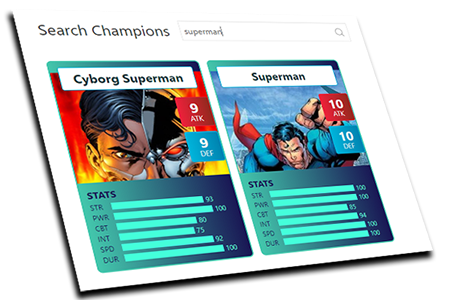 Search Champions
superman
Cyborg Superman
9
ATK
9
DEF
STATS
STR 93
PWR 100
CBT 80
INT 75
SPD 92
DUR 100
Superman
10
ATK
10
DEF
STATS
STR 100
PWR 100
CBT 85
INT 94
SPD 100
DUR 100